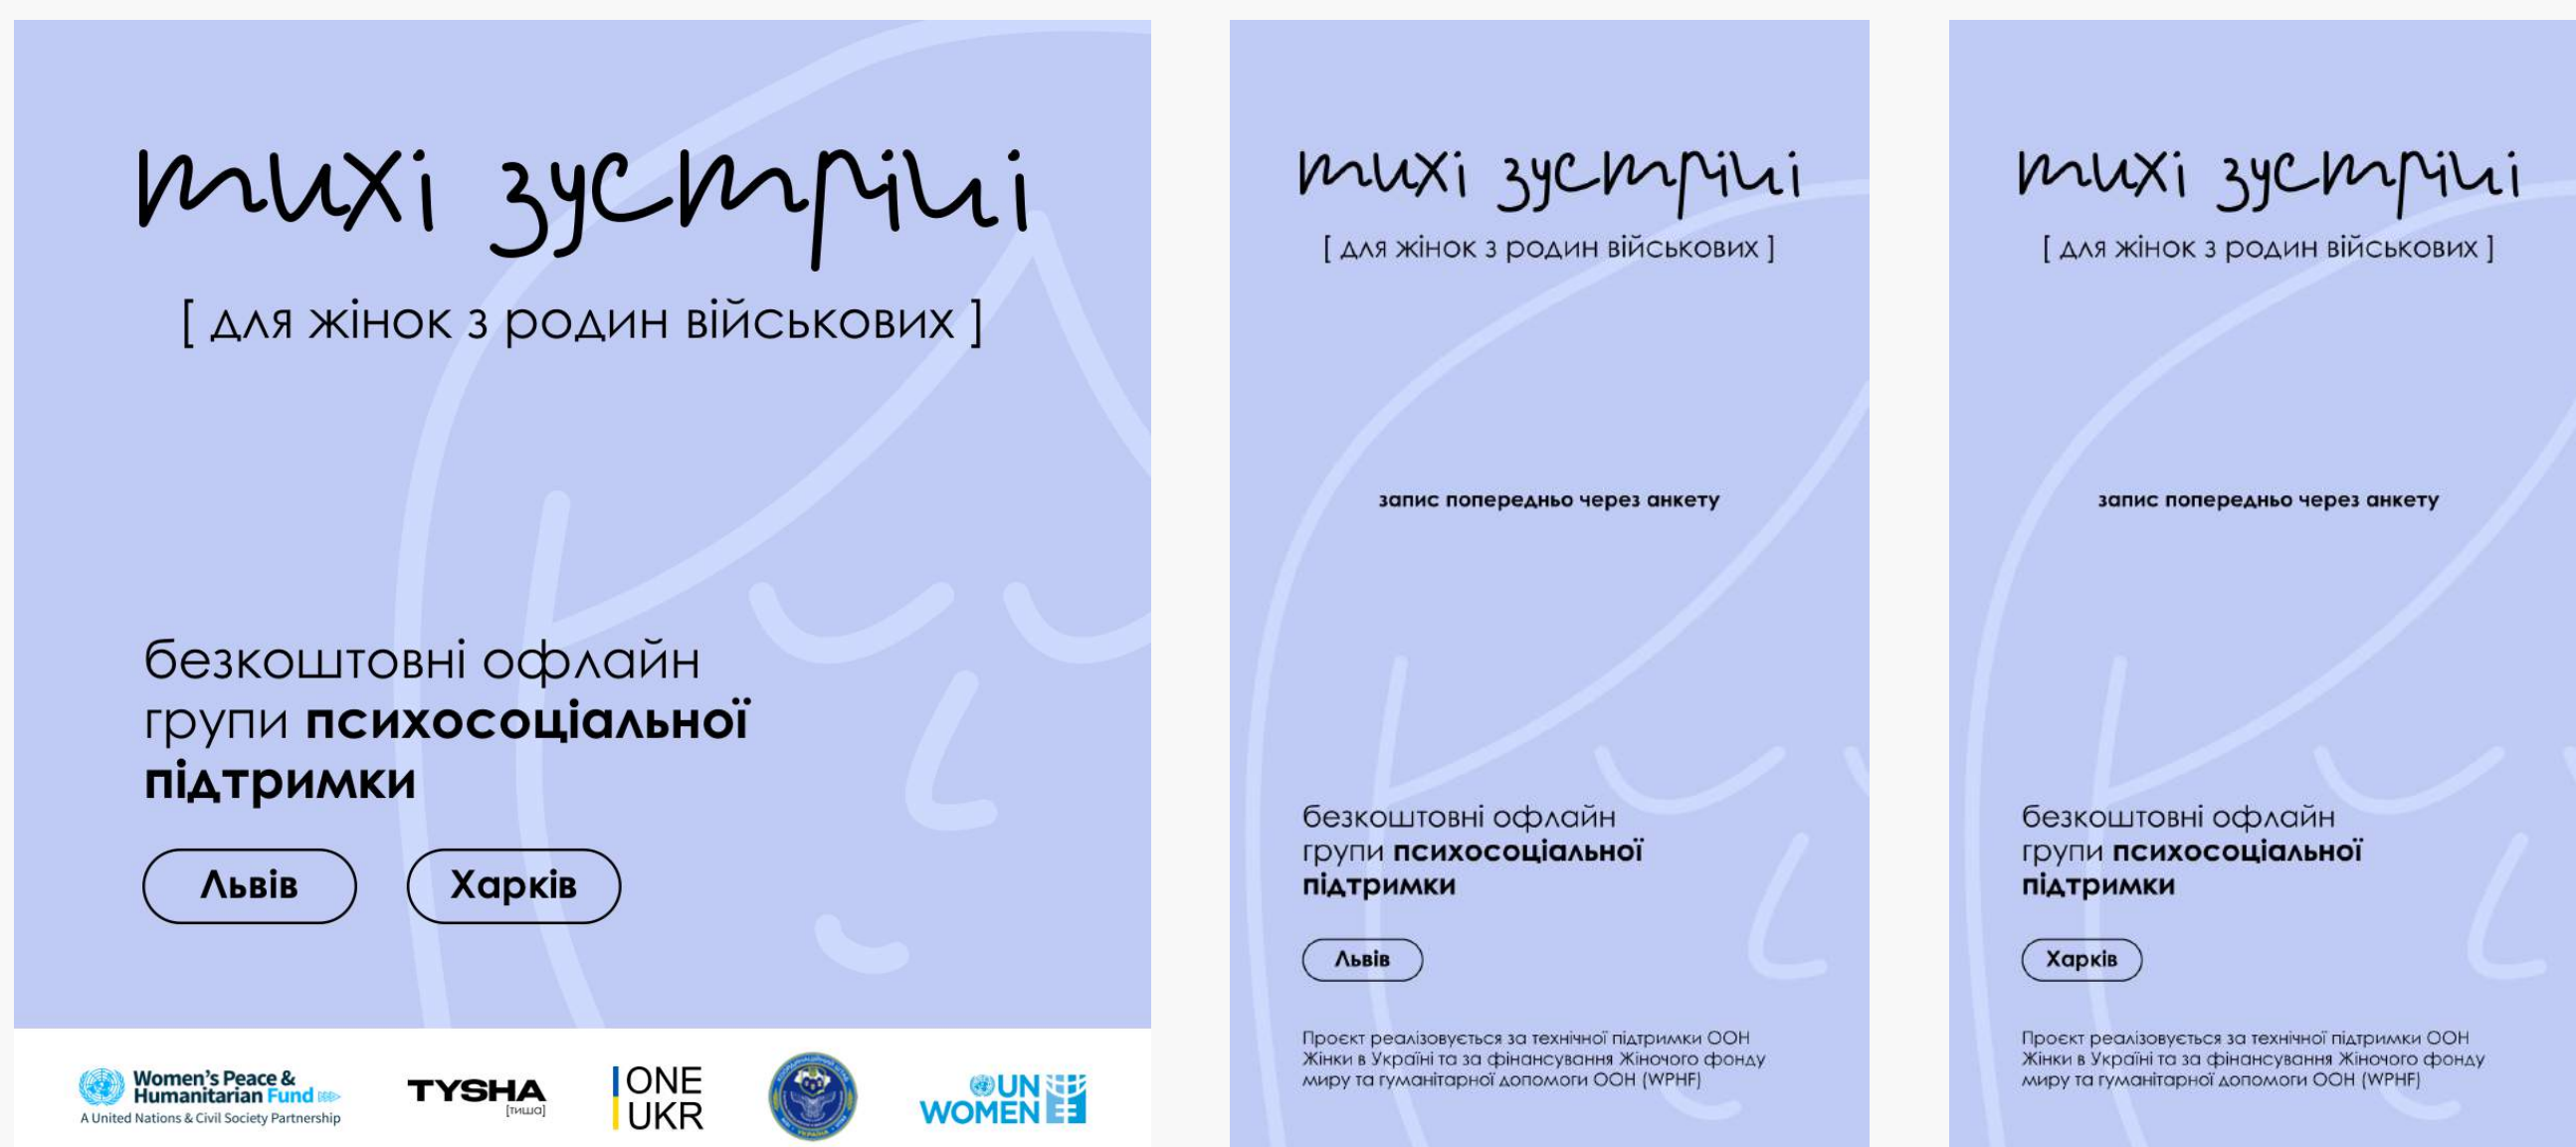 тихі зустрічі
[ для жінок з родин військових ]
безкоштовні офлайн
групи психосоціальної
підтримки
Львів
Харків
Women's Peace &
Humanitarian Fund
A United Nations & Civil Society Partnership
TYSHA
[тиша]
ONE
UKR
UN
WOMEN
тихі зустрічі
[ для жінок з родин військових ]
запис попередньо через анкету
безкоштовні офлайн
групи психосоціальної
підтримки
Львів
Проєкт реалізовується за технічної підтримки ООН
Жінки в Україні та за фінансування Жіночого фонду
миру та гуманітарної допомоги ООН (WPHF)
тихі зустрічі
[ для жінок з родин військових ]
запис попередньо через анкету
безкоштовні офлайн
групи психосоціальної
підтримки
Харків
Проєкт реалізовується за технічної підтримки ООН
Жінки в Україні та за фінансування Жіночого фонду
миру та гуманітарної допомоги ООН (WPHF)